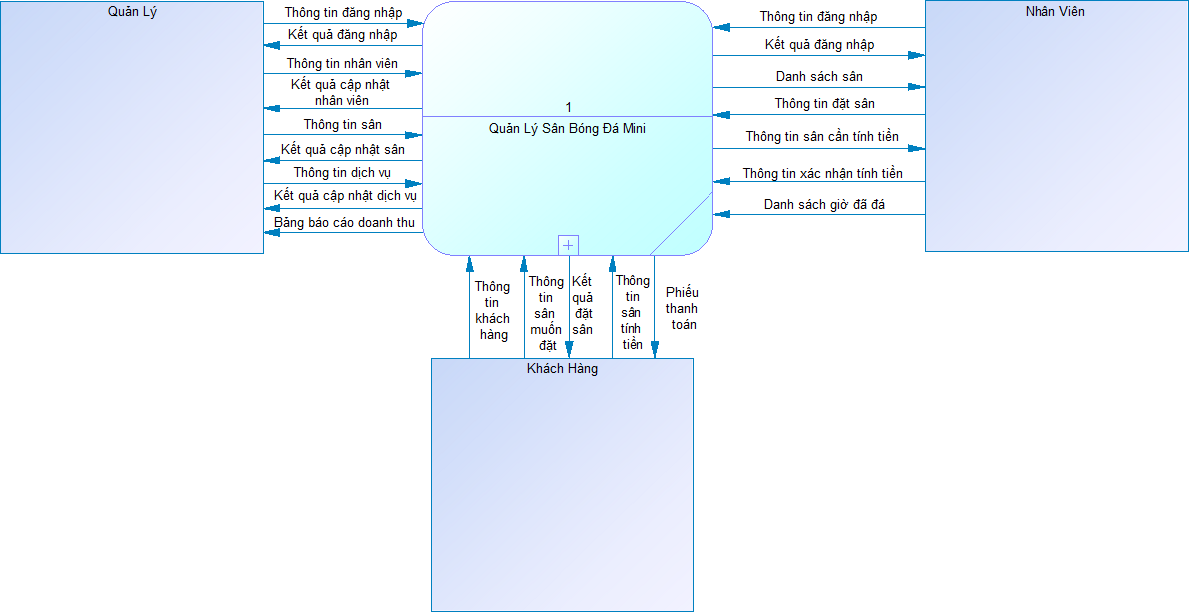 Quản Lý
Thông tin đăng nhập
Kết quả đăng nhập
Thông tin nhân viên
Kết quả cập nhật
nhân viên
Thông tin sân
Kết quả cập nhật sân
Thông tin dịch vụ
Kết quả cập nhật dịch vụ
Bảng báo cáo doanh thu
1
Quản Lý Sân Bóng Đá Mini
Nhân Viên
Thông tin đăng nhập
Kết quả đăng nhập
Danh sách sân
Thông tin đặt sân
Thông tin sân cần tính tiền
Thông tin xác nhận tính tiền
Danh sách giờ đã đá
Thông
tin
khách
hàng
Thông
tin
sân
muốn
đặt
Kết
quả
đặt
sân
Thông
tin
sân
tính
tiền
Phiếu
thanh
toán
Khách Hàng